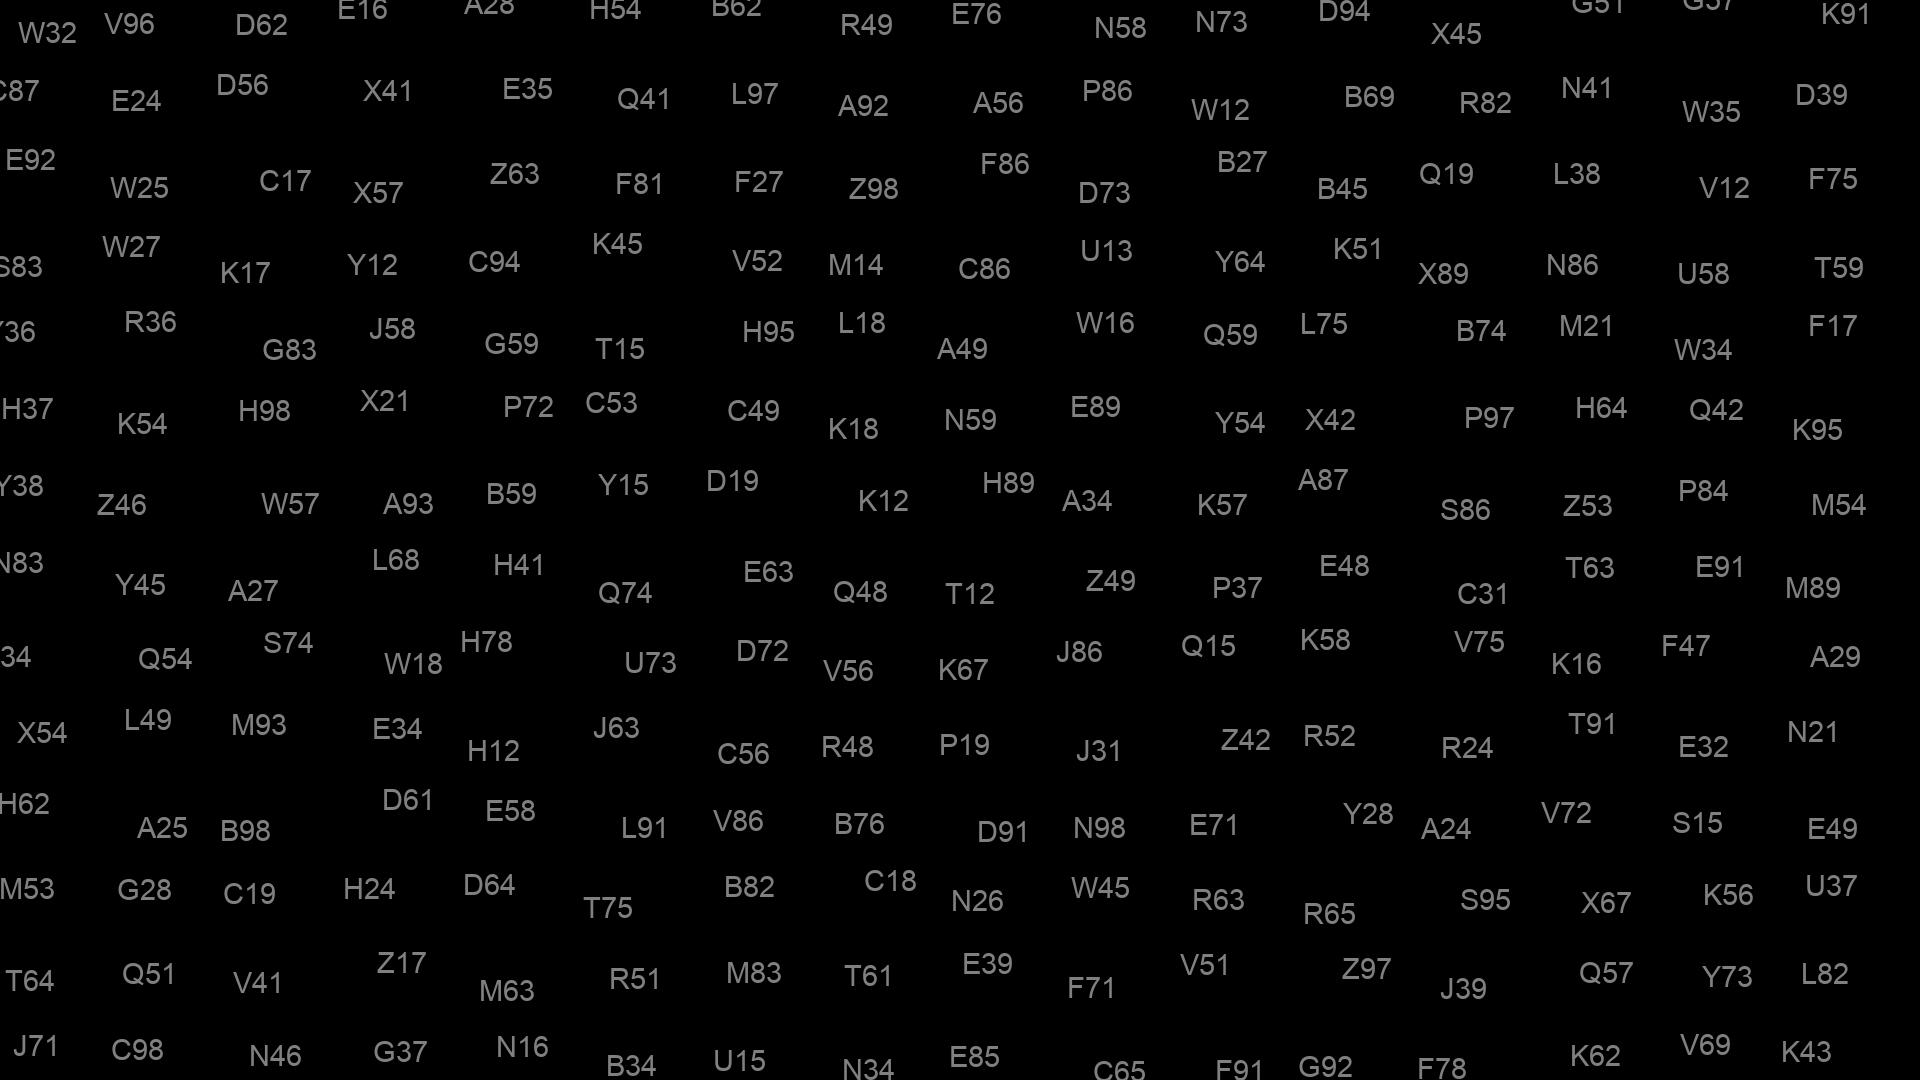 W32 V96 D62 E16 A28 H54 B62 R49 E76 N58 N73 D94 X45 G51 G57 K91
C87 E24 D56 X41 E35 Q41 L97 A92 A56 P86 W12 B69 R82 N41 W35 D39
E92 W25 C17 X57 Z63 F81 F27 Z98 F86 D73 B27 B45 Q19 L38 V12 F75
S83 W27 K17 Y12 C94 K45 V52 M14 C86 U13 Y64 K51 X89 N86 U58 T59
Y36 R36 G83 J58 G59 T15 H95 L18 A49 W16 Q59 L75 B74 M21 W34 F17
H37 K54 H98 X21 P72 C53 C49 K18 N59 E89 Y54 X42 P97 H64 Q42 K95
Y38 Z46 W57 A93 B59 Y15 D19 K12 H89 A34 K57 A87 S86 Z53 P84 M54
N83 Y45 A27 L68 H41 Q74 E63 Q48 T12 Z49 P37 E48 C31 T63 E91 M89
34 Q54 S74 W18 H78 U73 D72 V56 K67 J86 Q15 K58 V75 K16 F47 A29
X54 L49 M93 E34 H12 J63 C56 R48 P19 J31 Z42 R52 R24 T91 E32 N21
H62 A25 B98 D61 E58 L91 V86 B76 D91 N98 E71 Y28 A24 V72 S15 E49
M53 G28 C19 H24 D64 T75 B82 C18 N26 W45 R63 R65 S95 X67 K56 U37
T64 Q51 V41 Z17 M63 R51 M83 T61 E39 F71 V51 Z97 J39 Q57 Y73 L82
J71 C98 N46 G37 N16 B34 U15 N34 E85 C65 F91 G92 F78 K62 V69 K43